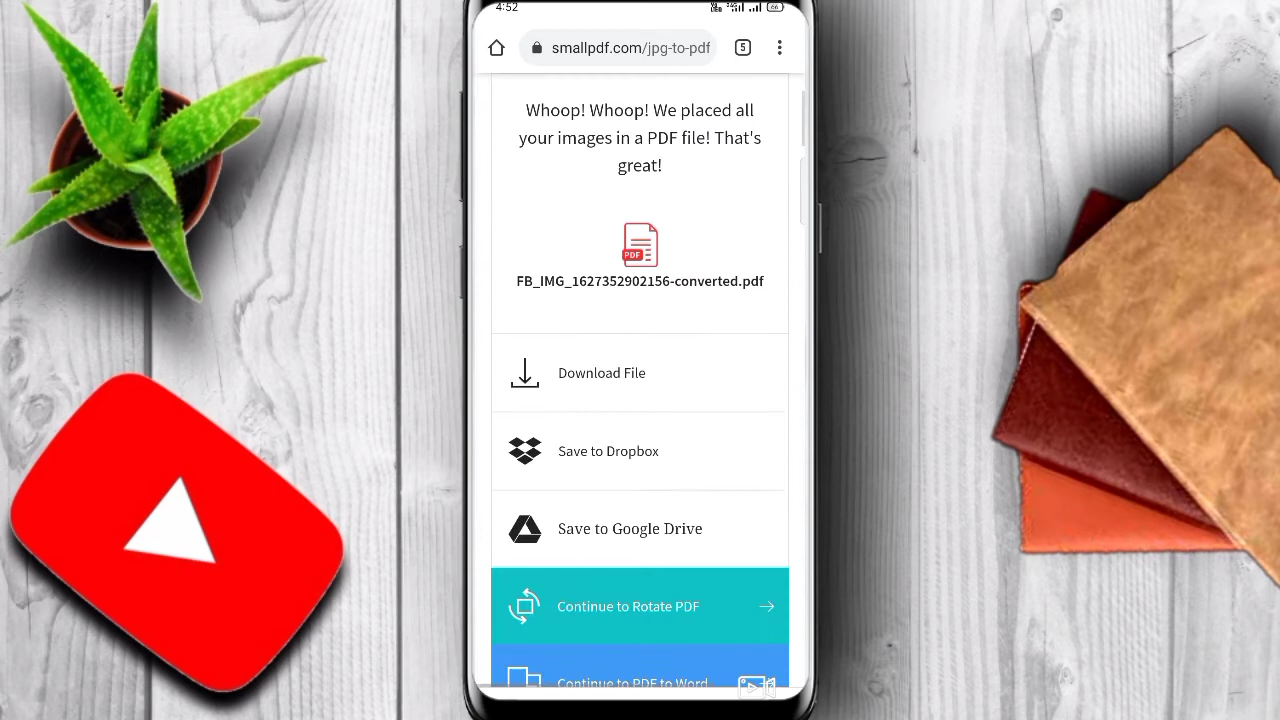 4:52
66
smallpdf.com/jpg-to-pdf
5
Whoop! Whoop! We placed all
your images in a PDF file! That's
great!
PDF
FB_IMG_1627352902156-converted.pdf
Download File
Save to Dropbox
Save to Google Drive
Continue to Rotate PDF
Continue to PDF to Word